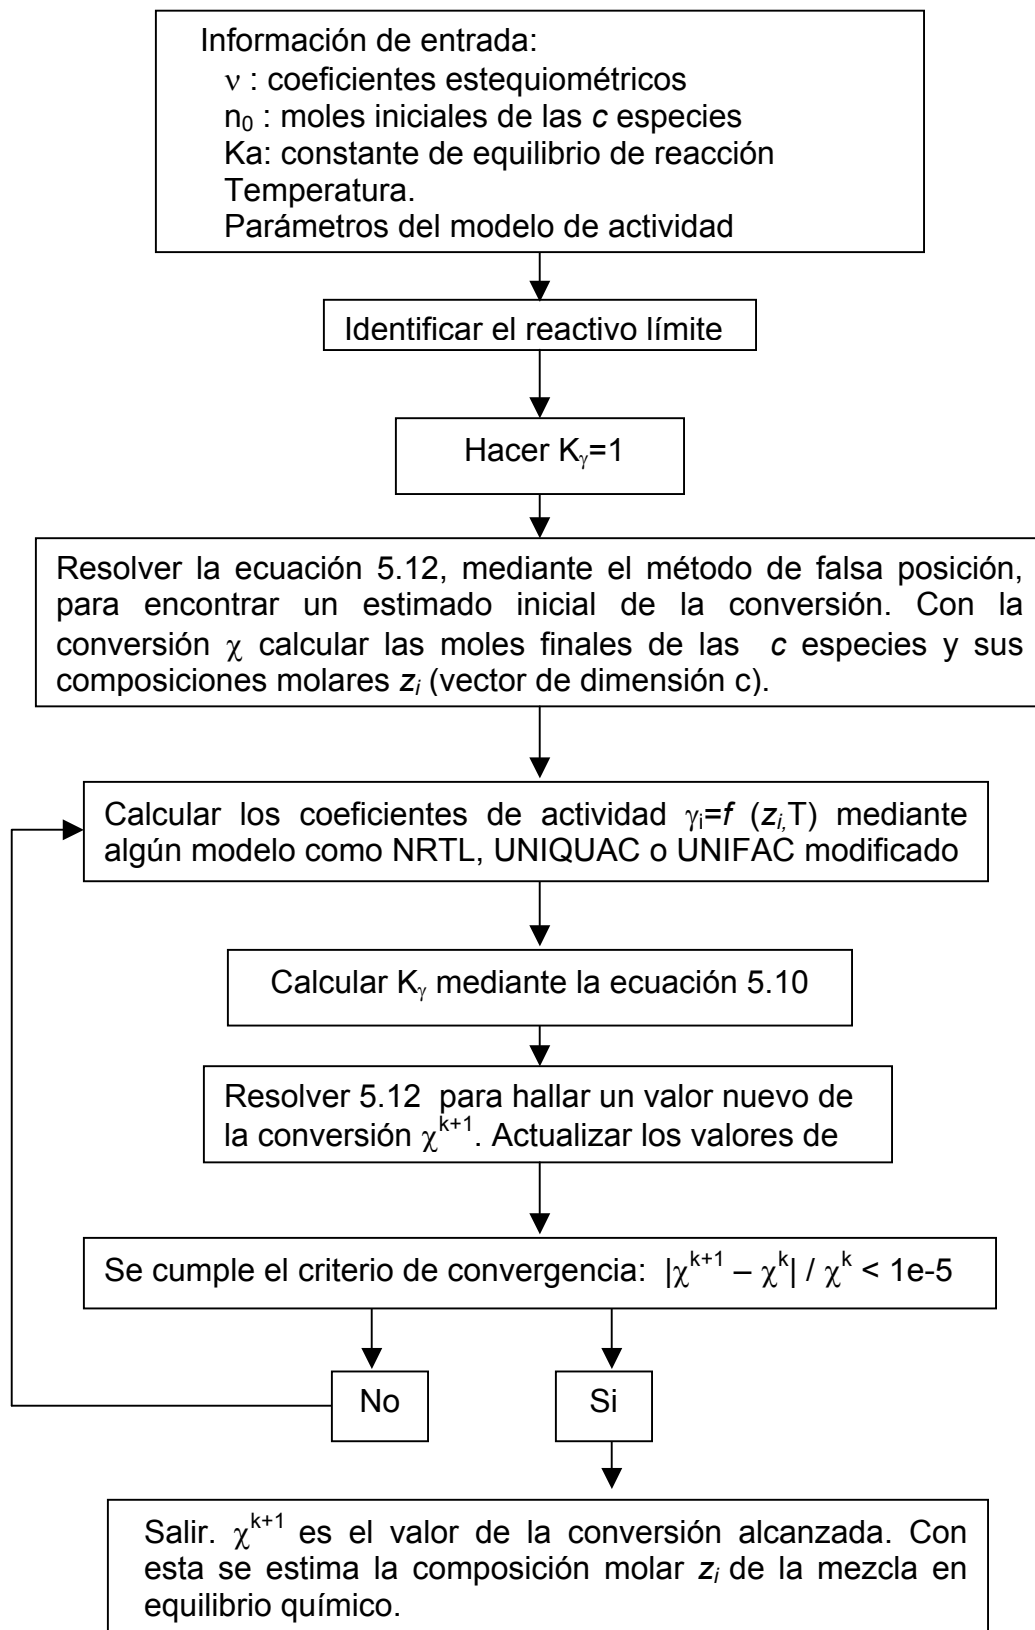 Información de entrada:
ν : coeficientes estequiométricos
n0 : moles iniciales de las c especies
Ka: constante de equilibrio de reacción
Temperatura.
Parámetros del modelo de actividad
Identificar el reactivo límite
Hacer Kγ=1
Resolver la ecuación 5.12, mediante el método de falsa posición,
para encontrar un estimado inicial de la conversión. Con la
conversión χ calcular las moles finales de las c especies y sus
composiciones molares zi (vector de dimensión c).
Calcular los coeficientes de actividad γi=f (zi,T) mediante
algún modelo como NRTL, UNIQUAC o UNIFAC modificado
Calcular Kγ mediante la ecuación 5.10
Resolver 5.12 para hallar un valor nuevo de
la conversión χk+1. Actualizar los valores de
Se cumple el criterio de convergencia: |χk+1 – χk| / χk < 1e-5
No
Si
Salir. χk+1 es el valor de la conversión alcanzada. Con
esta se estima la composición molar zi de la mezcla en
equilibrio químico.